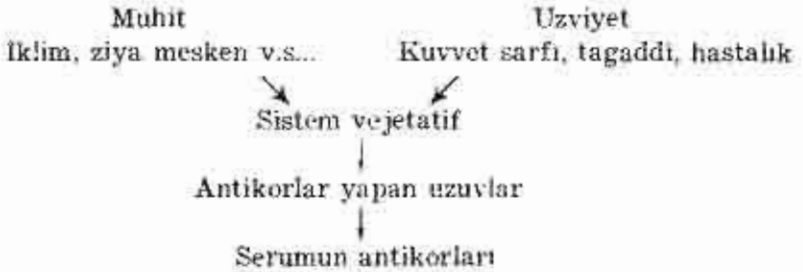 Muhit Uzviyet
İklim, ziya mesken v.s... Kuvvet sarfı, tagaddi, hastalık
Sistem vejetatif
Antikorlar yapan uzuvlar
Serumun antikorları